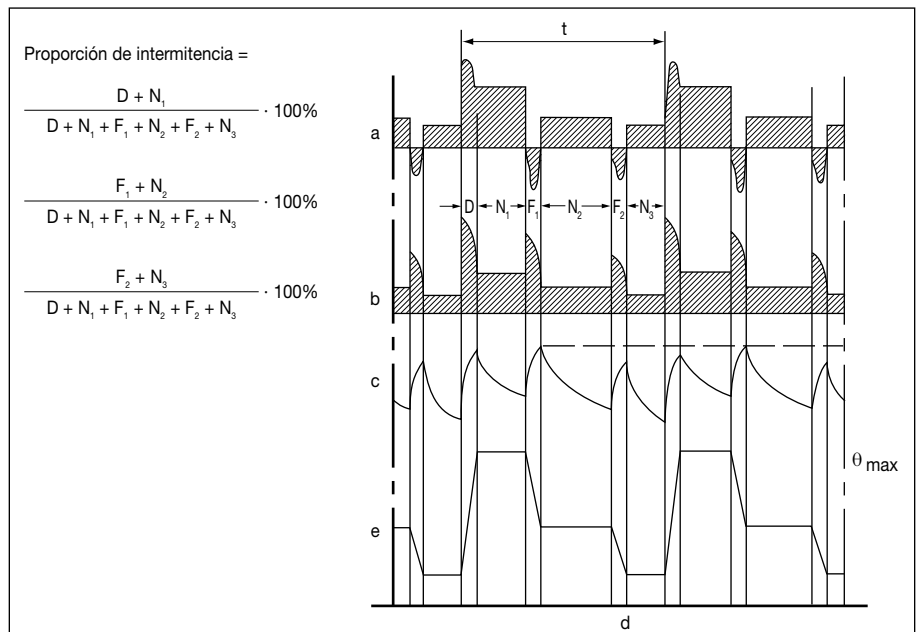 Proporción de intermitencia =
D + N₁
D + N₁ + F₁ + N₂ + F₂ + N₃
· 100%
F₁ + N₂
D + N₁ + F₁ + N₂ + F₂ + N₃
· 100%
F₂ + N₃
D + N₁ + F₁ + N₂ + F₂ + N₃
· 100%
t
a
D N₁ F₁ N₂ F₂ N₃
b
c
θ max
e
d